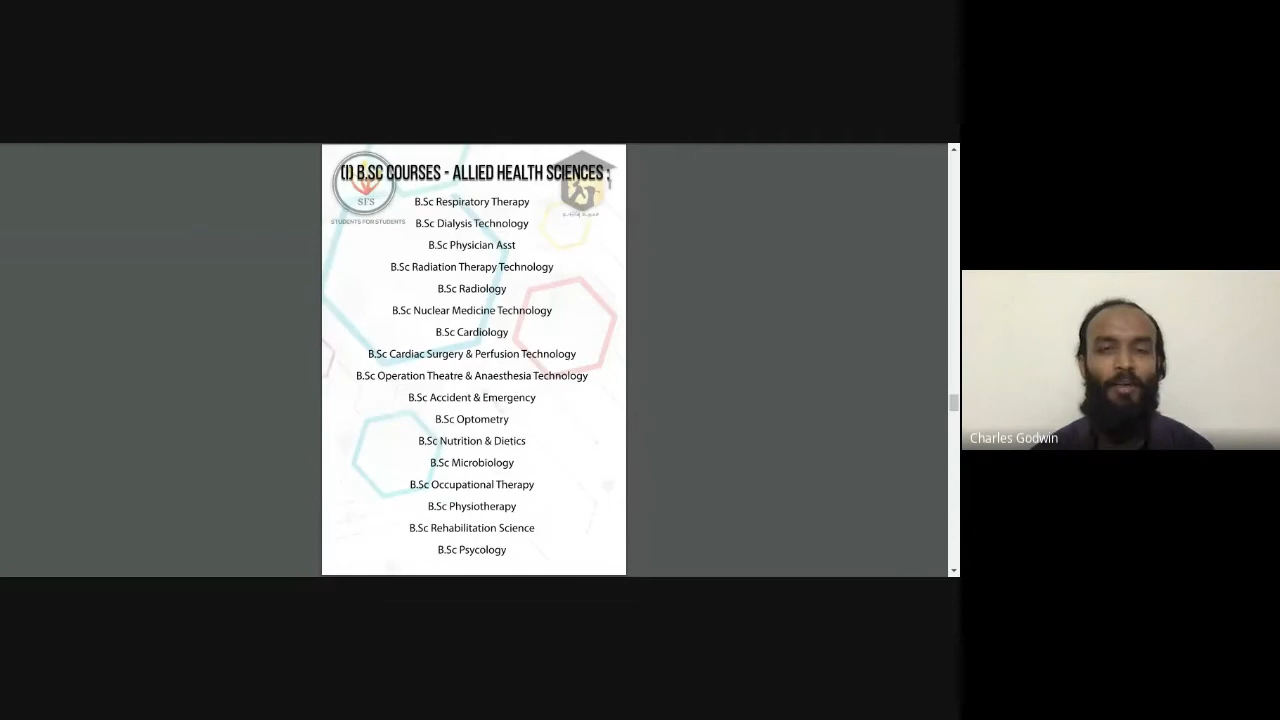 (I) B.SC COURSES - ALLIED HEALTH SCIENCES :
SFS
STUDENTS FOR STUDENTS
B.Sc Respiratory Therapy
B.Sc Dialysis Technology
B.Sc Physician Asst
B.Sc Radiation Therapy Technology
B.Sc Radiology
B.Sc Nuclear Medicine Technology
B.Sc Cardiology
B.Sc Cardiac Surgery & Perfusion Technology
B.Sc Operation Theatre & Anaesthesia Technology
B.Sc Accident & Emergency
B.Sc Optometry
B.Sc Nutrition & Dietics
B.Sc Microbiology
B.Sc Occupational Therapy
B.Sc Physiotherapy
B.Sc Rehabilitation Science
B.Sc Psycology
Charles Godwin